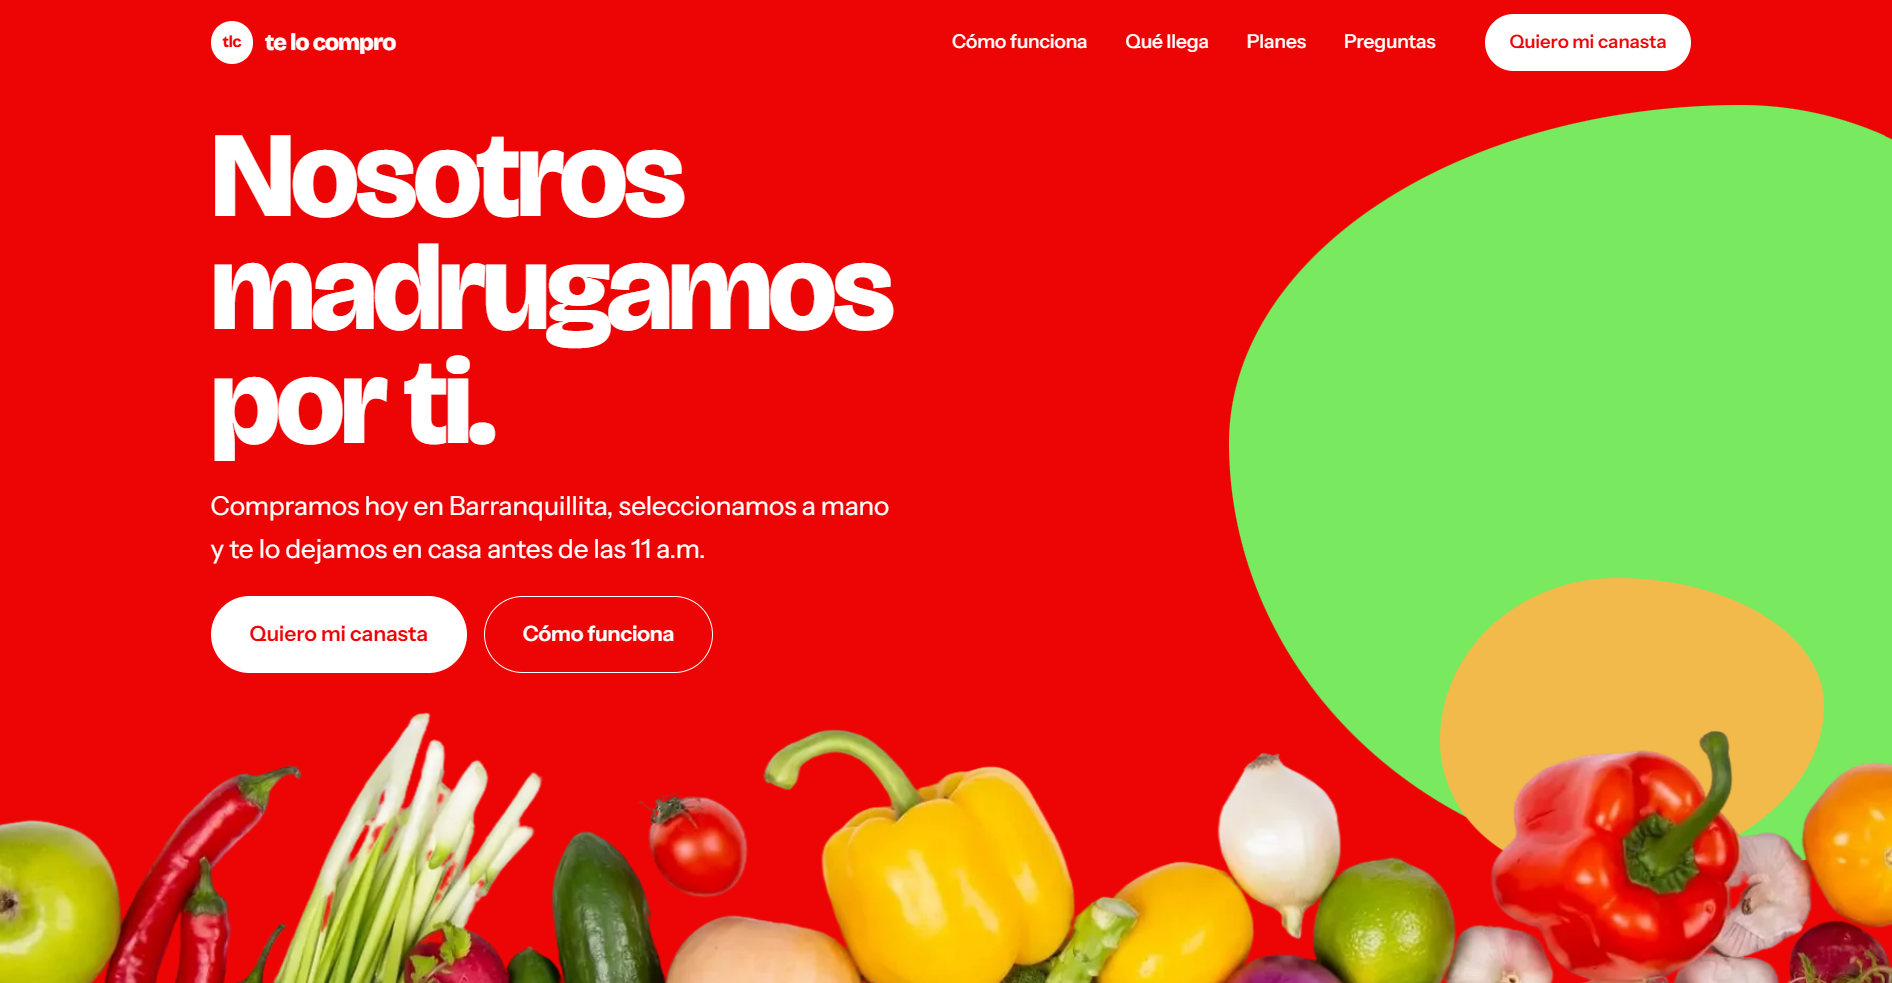 tlc te lo compro
Cómo funciona Qué llega Planes Preguntas Quiero mi canasta
Nosotros
madrugamos
por ti.
Compramos hoy en Barranquillita, seleccionamos a mano
y te lo dejamos en casa antes de las 11 a.m.
Quiero mi canasta Cómo funciona